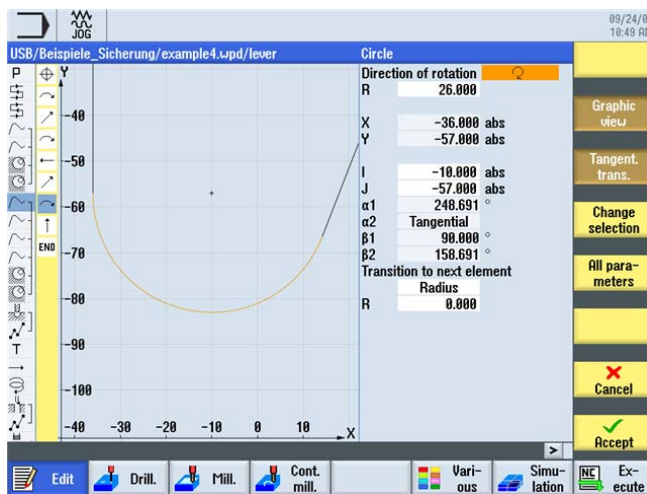 JOG
09/24/0
10:49 AM
USB/Beispiele_Sicherung/example4.wpd/lever
Circle
P
Y
Direction of rotation
R 26.000
X -36.000 abs
Y -57.000 abs
I -10.000 abs
J -57.000 abs
α1 248.691 °
α2 Tangential
β1 90.000 °
β2 158.691 °
Transition to next element
Radius
R 0.000
-40
-50
-60
-70
-80
-90
-100
-40 -30 -20 -10 0 10 X
END
T
Graphic
view
Tangent.
trans.
Change
selection
All para-
meters
Cancel
Accept
>
Edit
Drill.
Mill.
Cont.
mill.
Vari-
ous
Simu-
lation
NC
Ex-
ecute